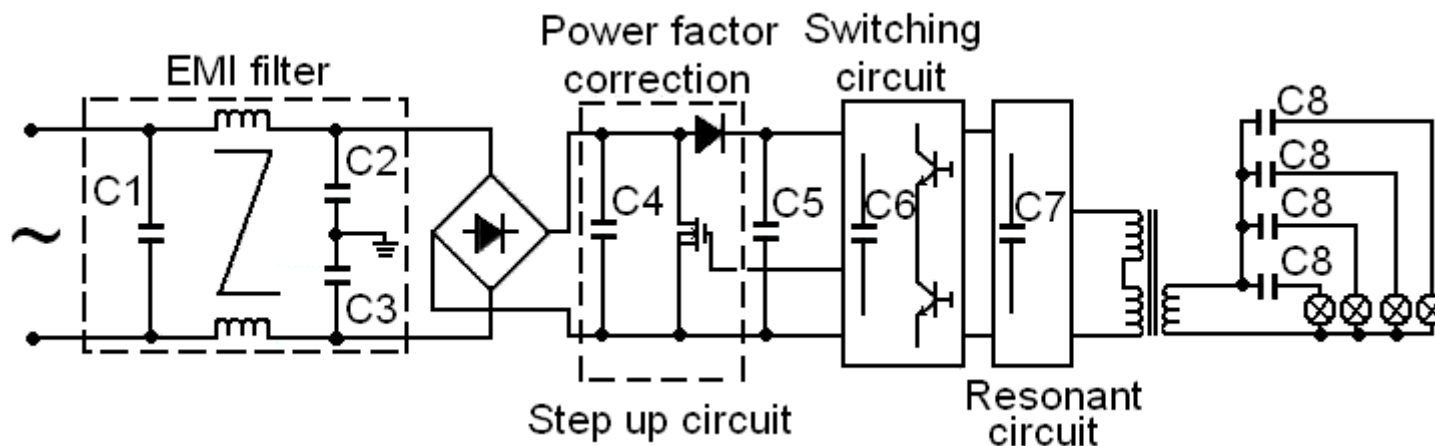 EMI filter
Power factor
correction
Switching
circuit
C1
C2
C3
C4
C5
C6
C7
C8
C8
C8
C8
~
Step up circuit
Resonant
circuit